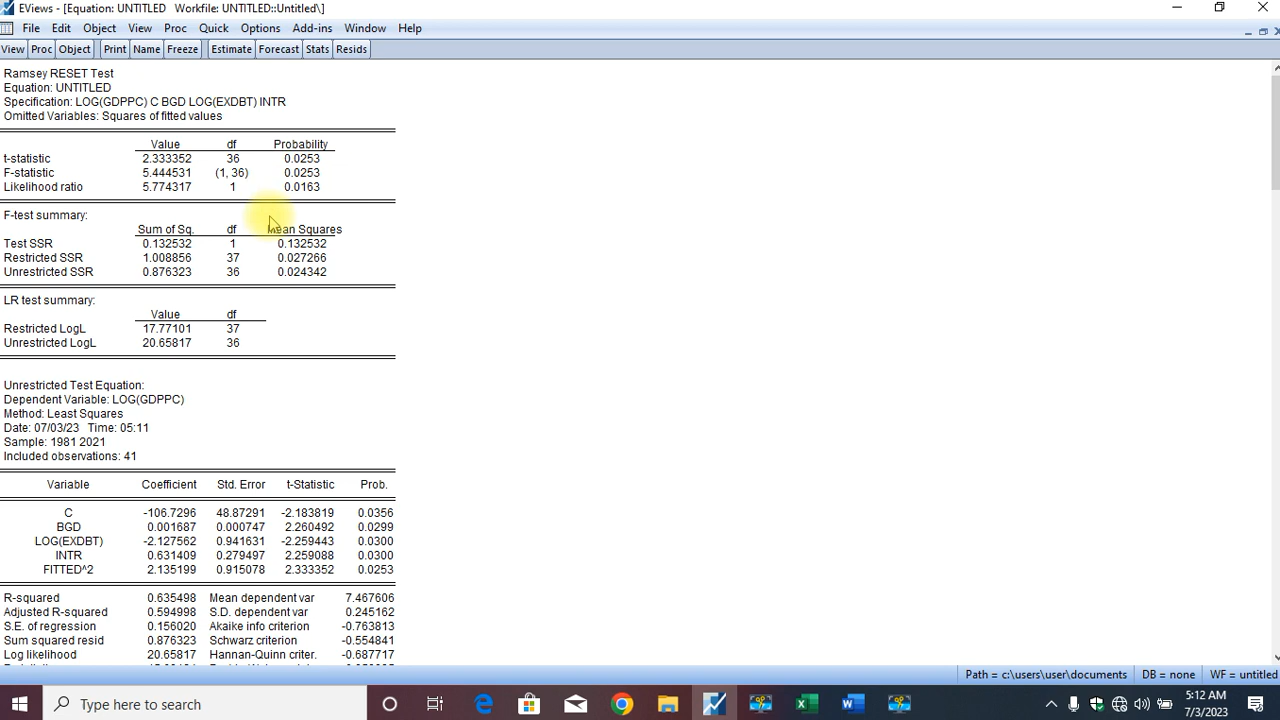 EViews - [Equation: UNTITLED   Workfile: UNTITLED::Untitled\]
File Edit Object View Proc Quick Options Add-ins Window Help
View Proc Object Print Name Freeze Estimate Forecast Stats Resids
Ramsey RESET Test
Equation: UNTITLED
Specification: LOG(GDPPC) C BGD LOG(EXDBT) INTR
Omitted Variables: Squares of fitted values
Value df Probability
t-statistic 2.333352 36 0.0253
F-statistic 5.444531 (1, 36) 0.0253
Likelihood ratio 5.774317 1 0.0163
F-test summary:
Sum of Sq. df Mean Squares
Test SSR 0.132532 1 0.132532
Restricted SSR 1.008856 37 0.027266
Unrestricted SSR 0.876323 36 0.024342
LR test summary:
Value df
Restricted LogL 17.77101 37
Unrestricted LogL 20.65817 36
Unrestricted Test Equation:
Dependent Variable: LOG(GDPPC)
Method: Least Squares
Date: 07/03/23 Time: 05:11
Sample: 1981 2021
Included observations: 41
Variable Coefficient Std. Error t-Statistic Prob.
C -106.7296 48.87291 -2.183819 0.0356
BGD 0.001687 0.000747 2.260492 0.0299
LOG(EXDBT) -2.127562 0.941631 -2.259443 0.0300
INTR 0.631409 0.279497 2.259088 0.0300
FITTED^2 2.135199 0.915078 2.333352 0.0253
R-squared 0.635498 Mean dependent var 7.467606
Adjusted R-squared 0.594998 S.D. dependent var 0.245162
S.E. of regression 0.156020 Akaike info criterion -0.763813
Sum squared resid 0.876323 Schwarz criterion -0.554841
Log likelihood 20.65817 Hannan-Quinn criter. -0.687717
Path = c:\users\user\documents DB = none WF = untitled
Type here to search
5:12 AM
7/3/2023